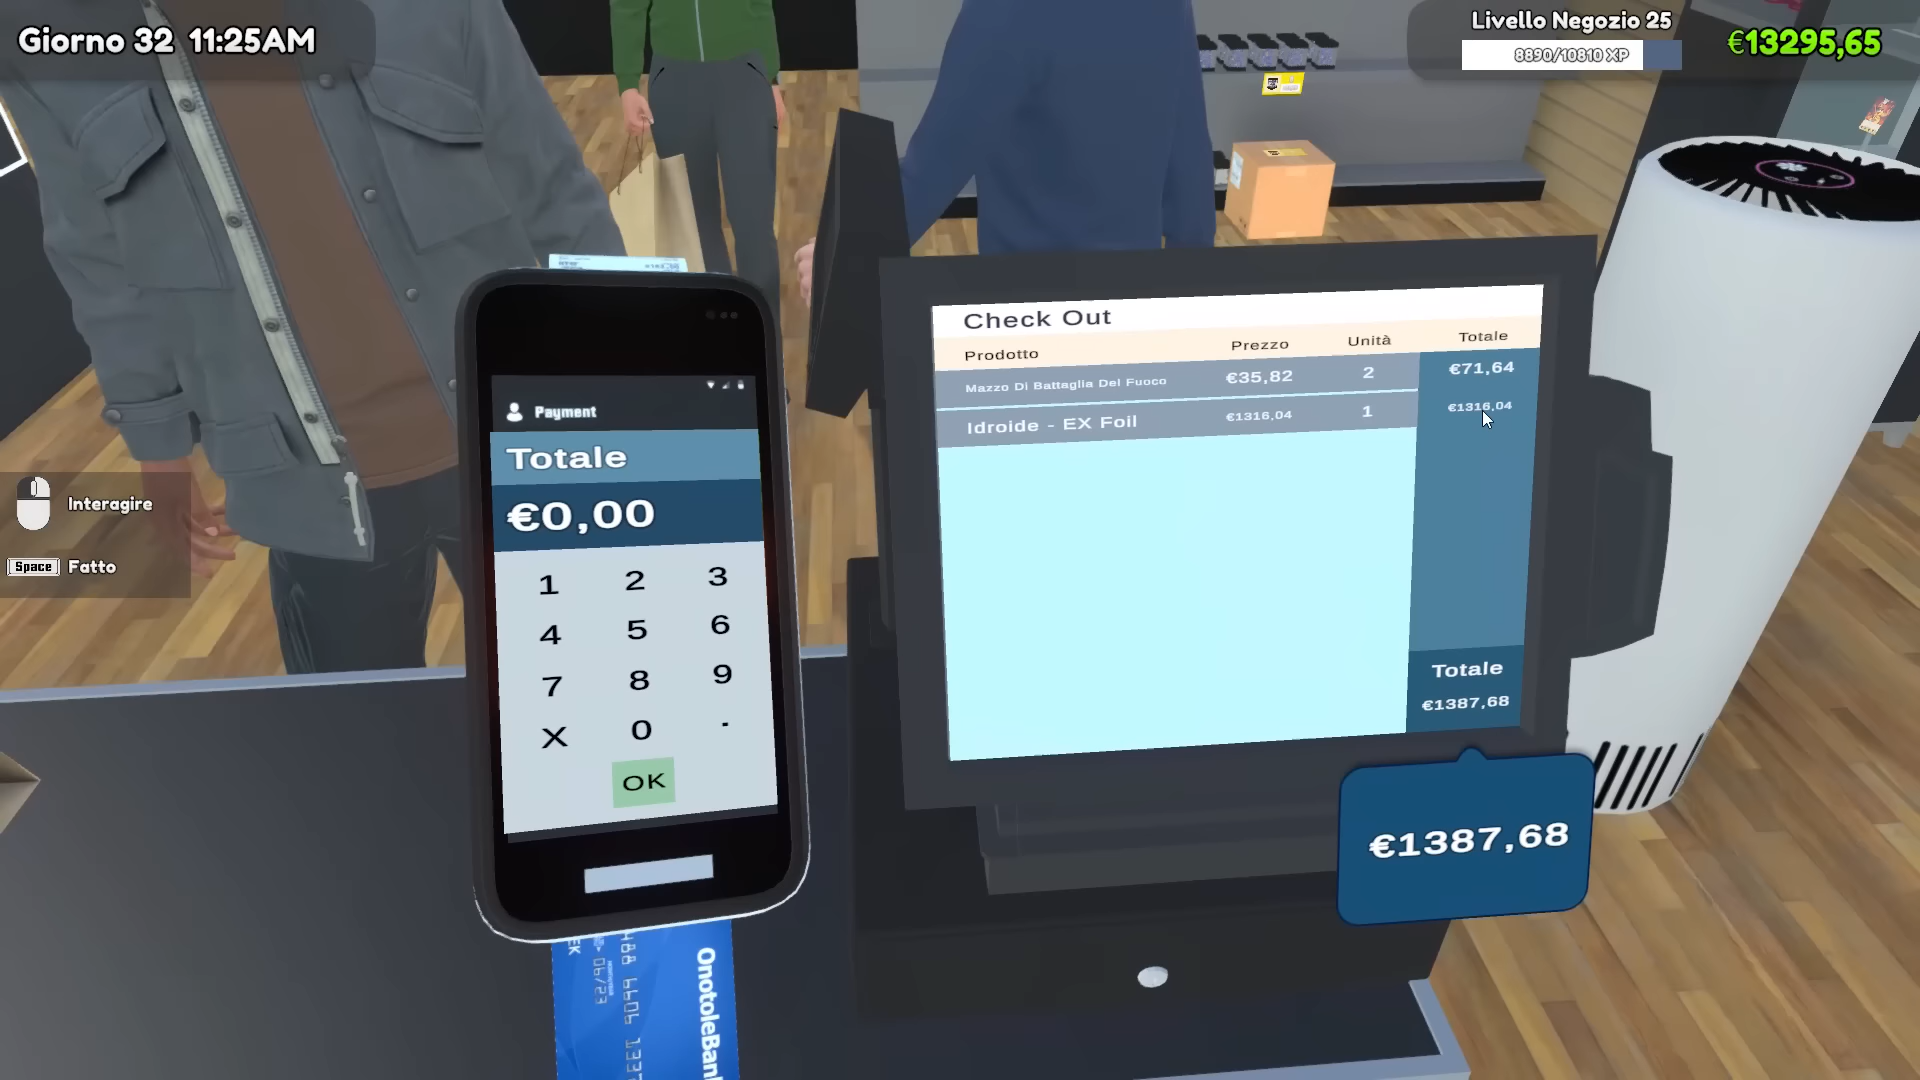 Giorno 32 11:25AM
Livello Negozio 25
8890/10810 XP
€13295,65
Interagire
Space Fatto
Payment
Totale
€0,00
1 2 3
4 5 6
7 8 9
X 0 .
OK
Check Out
Prodotto Prezzo Unità Totale
Mazzo Di Battaglia Del Fuoco €35,82 2 €71,64
Idroide - EX Foil €1316,04 1 €1316,04
Totale
€1387,68
€1387,68
OnotoleBank